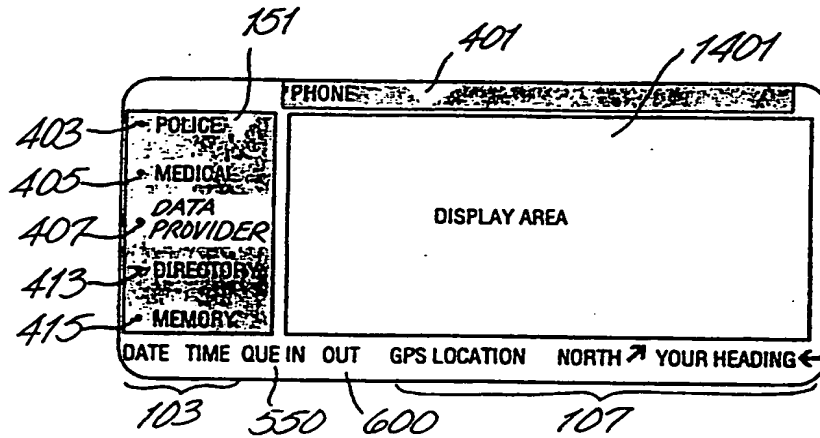 151 401 1401
PHONE
403 POLICE
405 MEDICAL
407 DATA
PROVIDER
DISPLAY AREA
413 DIRECTORY
415 MEMORY
DATE TIME QUE IN OUT GPS LOCATION NORTH ↗ YOUR HEADING ←
103 550 600 107